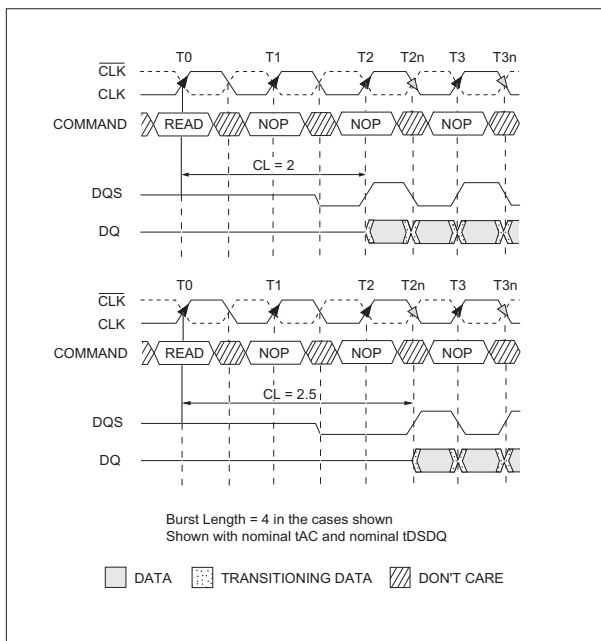 T0 T1 T2 T2n T3 T3n
CLK
CLK
COMMAND READ NOP NOP NOP
CL = 2
DQS
DQ
T0 T1 T2 T2n T3 T3n
CLK
CLK
COMMAND READ NOP NOP NOP
CL = 2.5
DQS
DQ
Burst Length = 4 in the cases shown
Shown with nominal tAC and nominal tDSDQ
DATA TRANSITIONING DATA DON'T CARE